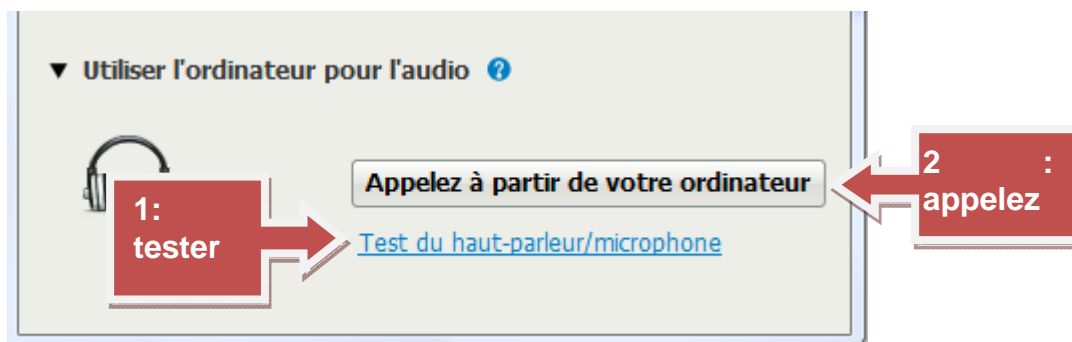 ▼ Utiliser l'ordinateur pour l'audio ?
Appelez à partir de votre ordinateur
Test du haut-parleur/microphone
1:
tester
2 :
appelez